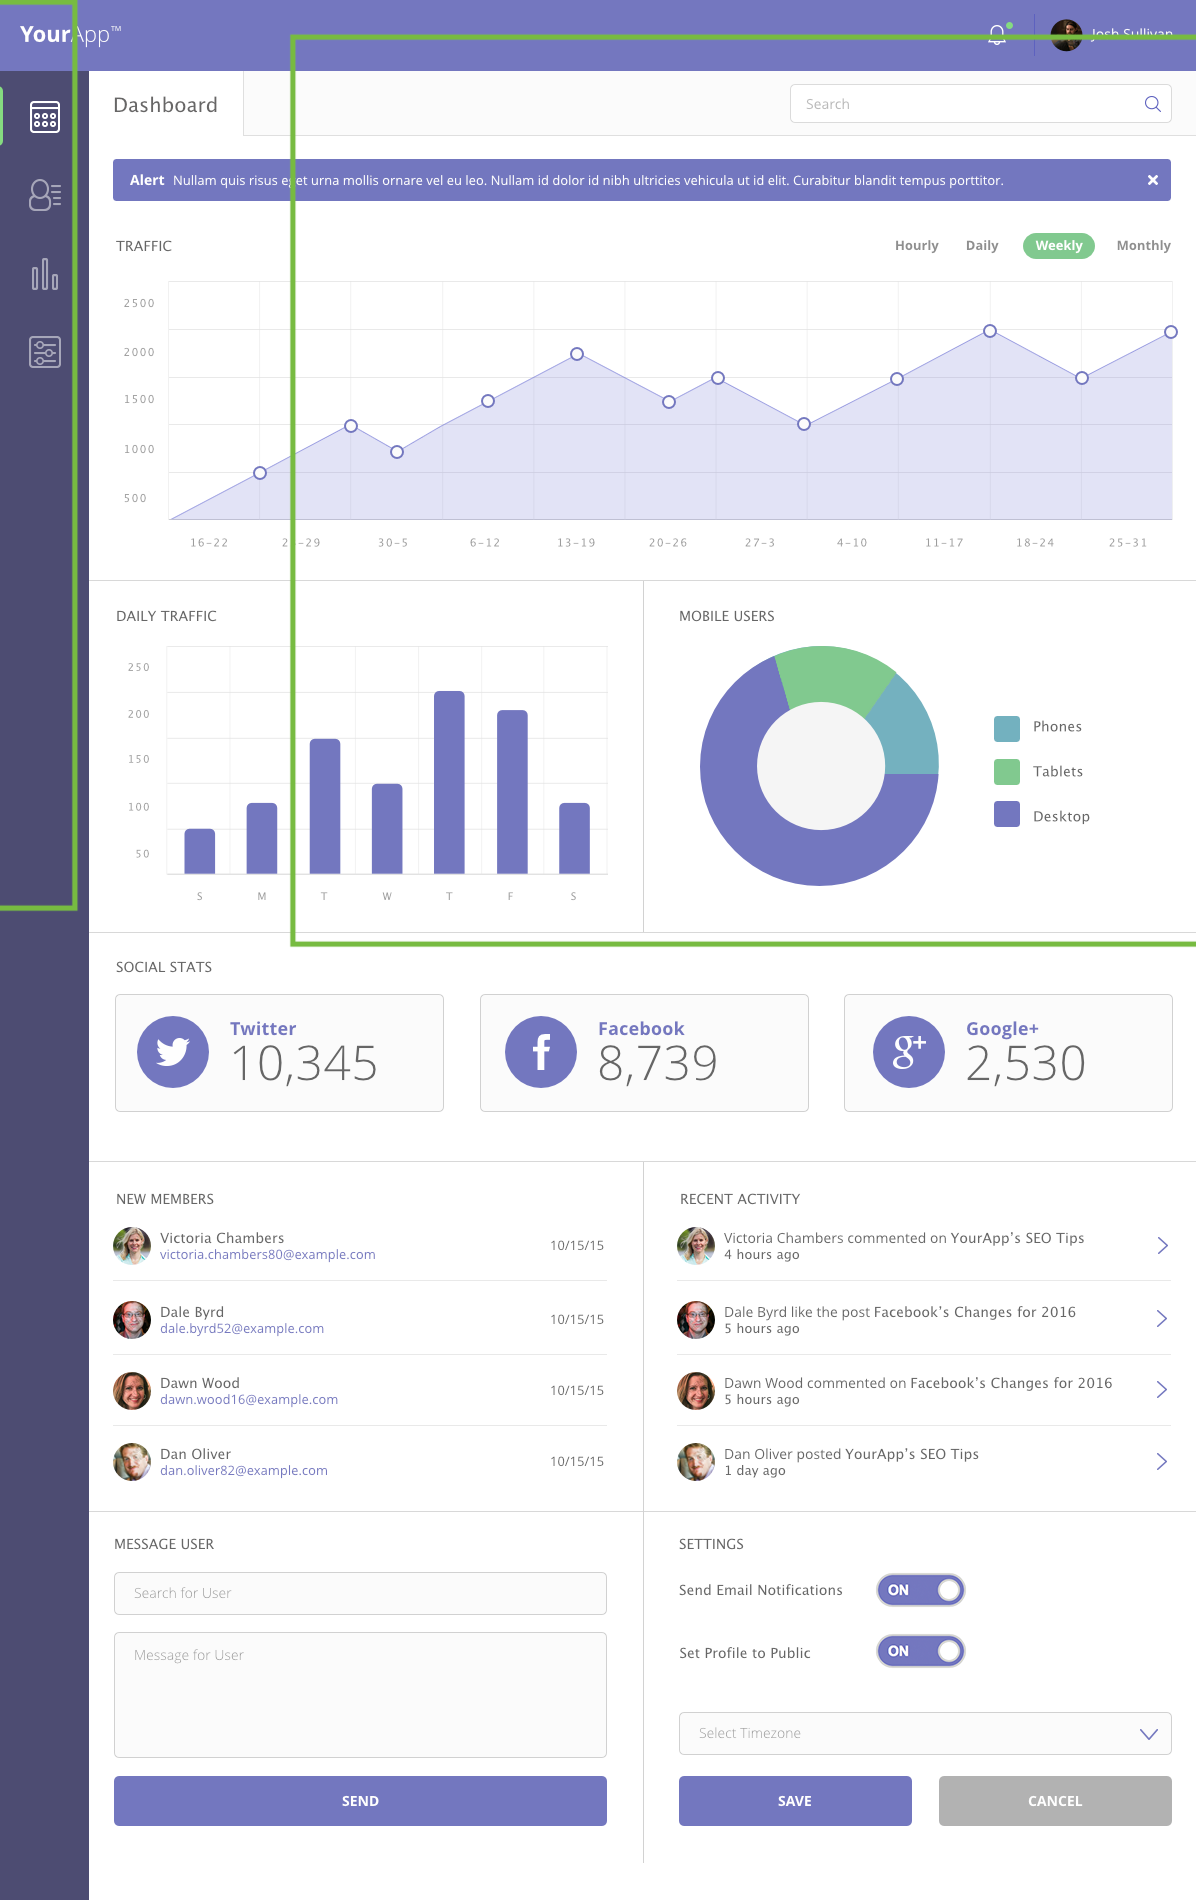 YourApp™
Josh Sullivan
Dashboard
Search
Alert Nullam quis risus eget urna mollis ornare vel eu leo. Nullam id dolor id nibh ultricies vehicula ut id elit. Curabitur blandit tempus porttitor.
TRAFFIC
Hourly Daily Weekly Monthly
2500
2000
1500
1000
500
16-22 -29 30-5 6-12 13-19 20-26 27-3 4-10 11-17 18-24 25-31
DAILY TRAFFIC
250
200
150
100
50
S M T W T F S
MOBILE USERS
Phones
Tablets
Desktop
SOCIAL STATS
Twitter
10,345
Facebook
8,739
Google+
2,530
NEW MEMBERS
Victoria Chambers
victoria.chambers80@example.com
10/15/15
Dale Byrd
dale.byrd52@example.com
10/15/15
Dawn Wood
dawn.wood16@example.com
10/15/15
Dan Oliver
dan.oliver82@example.com
10/15/15
RECENT ACTIVITY
Victoria Chambers commented on YourApp's SEO Tips
4 hours ago
Dale Byrd like the post Facebook's Changes for 2016
5 hours ago
Dawn Wood commented on Facebook's Changes for 2016
5 hours ago
Dan Oliver posted YourApp's SEO Tips
1 day ago
MESSAGE USER
Search for User
Message for User
SEND
SETTINGS
Send Email Notifications ON
Set Profile to Public ON
Select Timezone
SAVE CANCEL